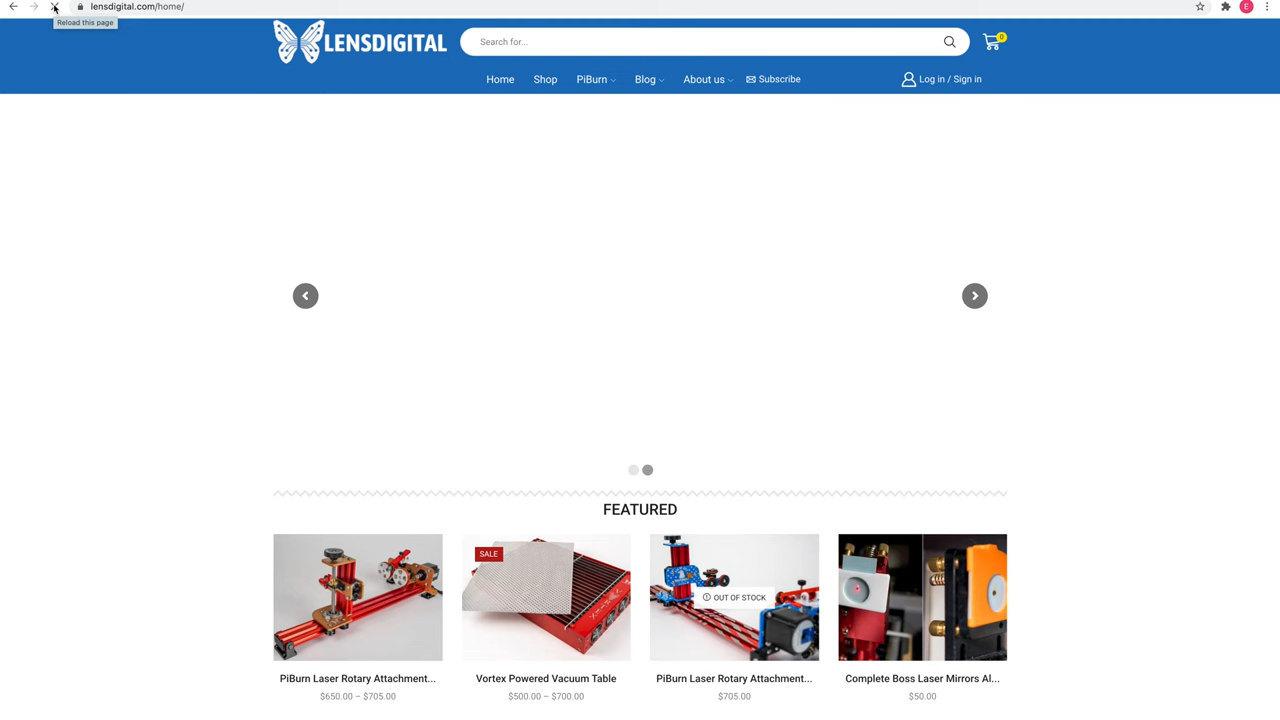 lensdigital.com/home/
E
Reload this page
LENSDIGITAL
Search for...
0
Home
Shop
PiBurn
Blog
About us
Subscribe
Log in / Sign in
FEATURED
SALE
OUT OF STOCK
PiBurn Laser Rotary Attachment...
Vortex Powered Vacuum Table
PiBurn Laser Rotary Attachment...
Complete Boss Laser Mirrors Al...
$650.00 – $705.00
$500.00 – $700.00
$705.00
$50.00